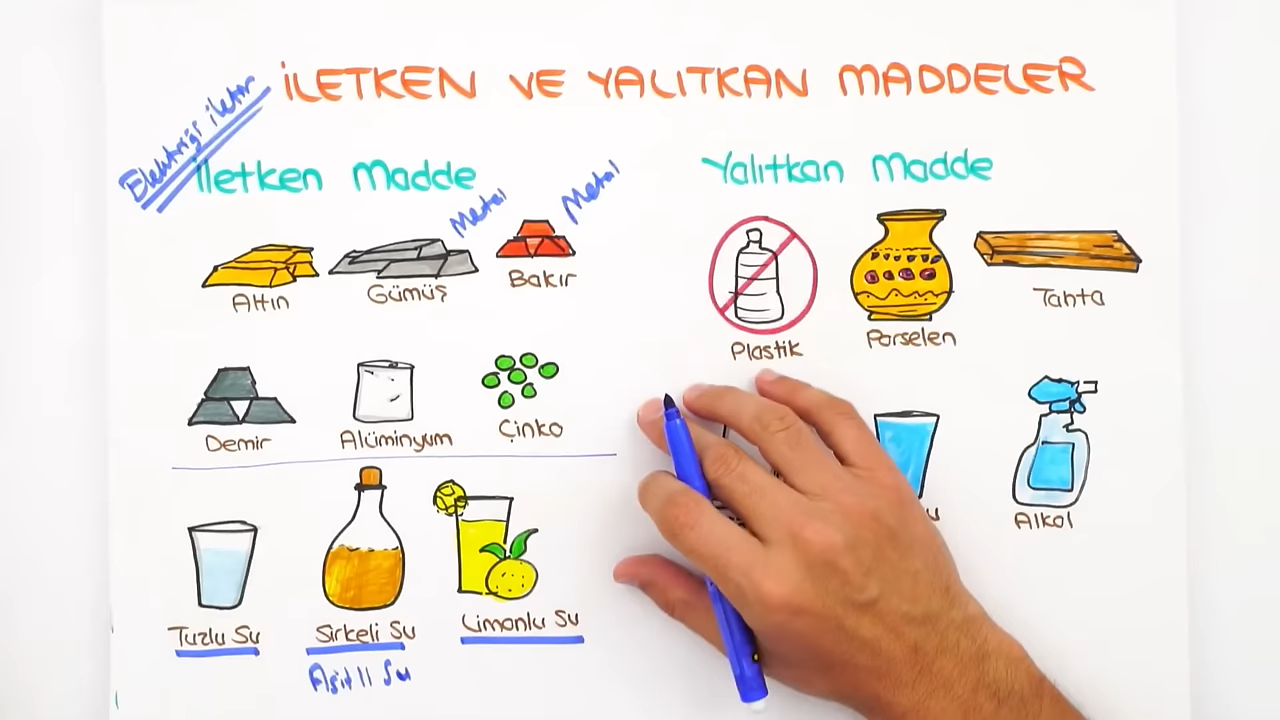 İLETKEN VE YALITKAN MADDELER
Elektriği iletir
İletken Madde
Metal
Metal
Altın
Gümüş
Bakır
Demir
Alüminyum
Çinko
Tuzlu Su
Sirkeli Su
Limonlu Su
Asitli Su
Yalıtkan Madde
Plastik
Porselen
Tahta
Alkol